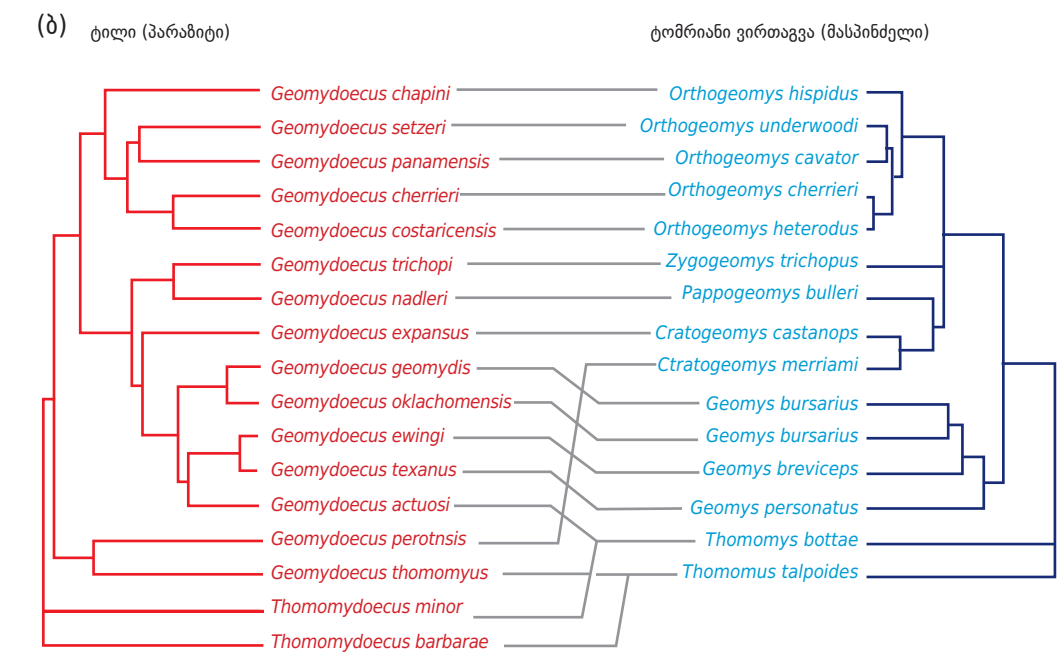 (ბ)
ტილი (პარაზიტი)
ტომრიანი ვირთაგვა (მასპინძელი)
Geomydoecus chapini
Geomydoecus setzeri
Geomydoecus panamensis
Geomydoecus cherrieri
Geomydoecus costaricensis
Geomydoecus trichopi
Geomydoecus nadleri
Geomydoecus expansus
Geomydoecus geomydis
Geomydoecus oklachomensis
Geomydoecus ewingi
Geomydoecus texanus
Geomydoecus actuosi
Geomydoecus perotnsis
Geomydoecus thomomyus
Thomomydoecus minor
Thomomydoecus barbarae
Orthogeomys hispidus
Orthogeomys underwoodi
Orthogeomys cavator
Orthogeomys cherrieri
Orthogeomys heterodus
Zygogeomys trichopus
Pappogeomys bulleri
Cratogeomys castanops
Ctratogeomys merriami
Geomys bursarius
Geomys bursarius
Geomys breviceps
Geomys personatus
Thomomys bottae
Thomomus talpoides